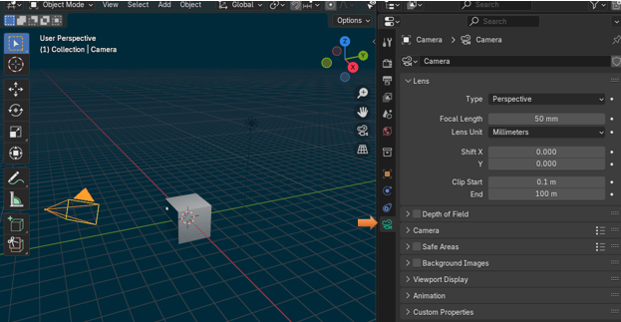 Object Mode View Select Add Object Global
Options
User Perspective
(1) Collection | Camera
Z
Y
X
Search
Search
Camera > Camera
Camera
Lens
Type Perspective
Focal Length 50 mm
Lens Unit Millimeters
Shift X 0.000
Y 0.000
Clip Start 0.1 m
End 100 m
Depth of Field
Camera
Safe Areas
Background Images
Viewport Display
Animation
Custom Properties